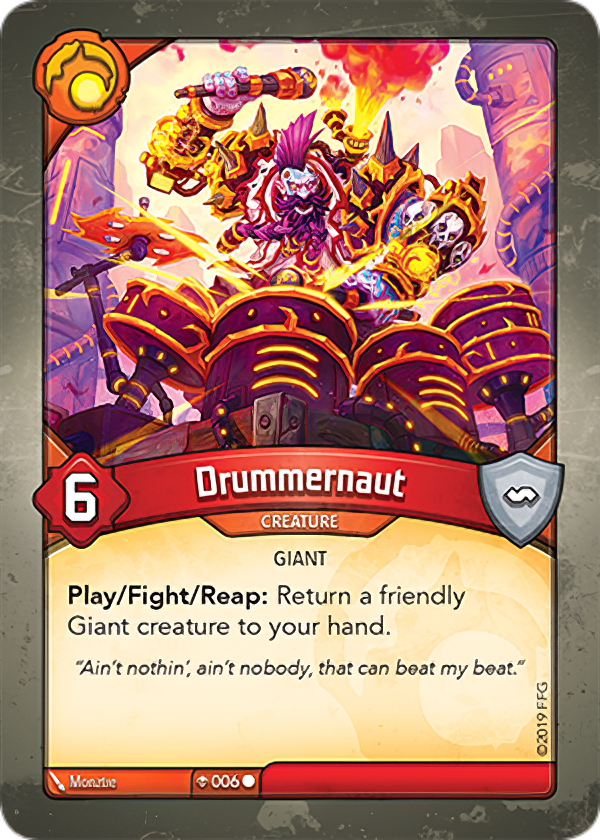 6
Drummernaut
CREATURE
GIANT
Play/Fight/Reap: Return a friendly
Giant creature to your hand.
“Ain’t nothin’, ain’t nobody, that can beat my beat.”
©2019 FFG
006